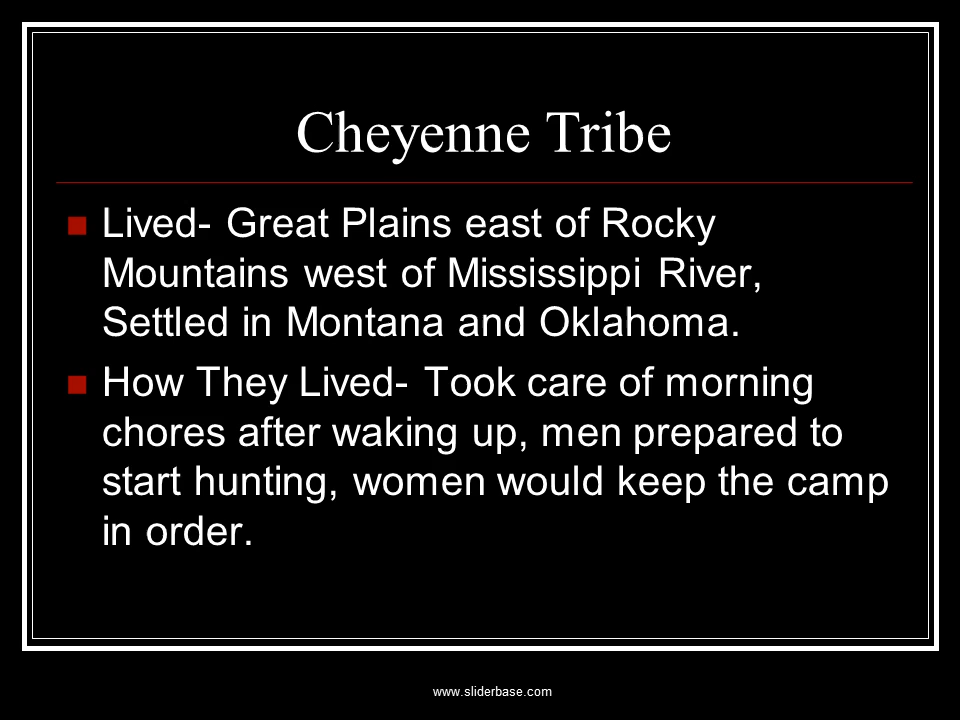 Cheyenne Tribe
Lived- Great Plains east of Rocky
Mountains west of Mississippi River,
Settled in Montana and Oklahoma.
How They Lived- Took care of morning
chores after waking up, men prepared to
start hunting, women would keep the camp
in order.
www.sliderbase.com